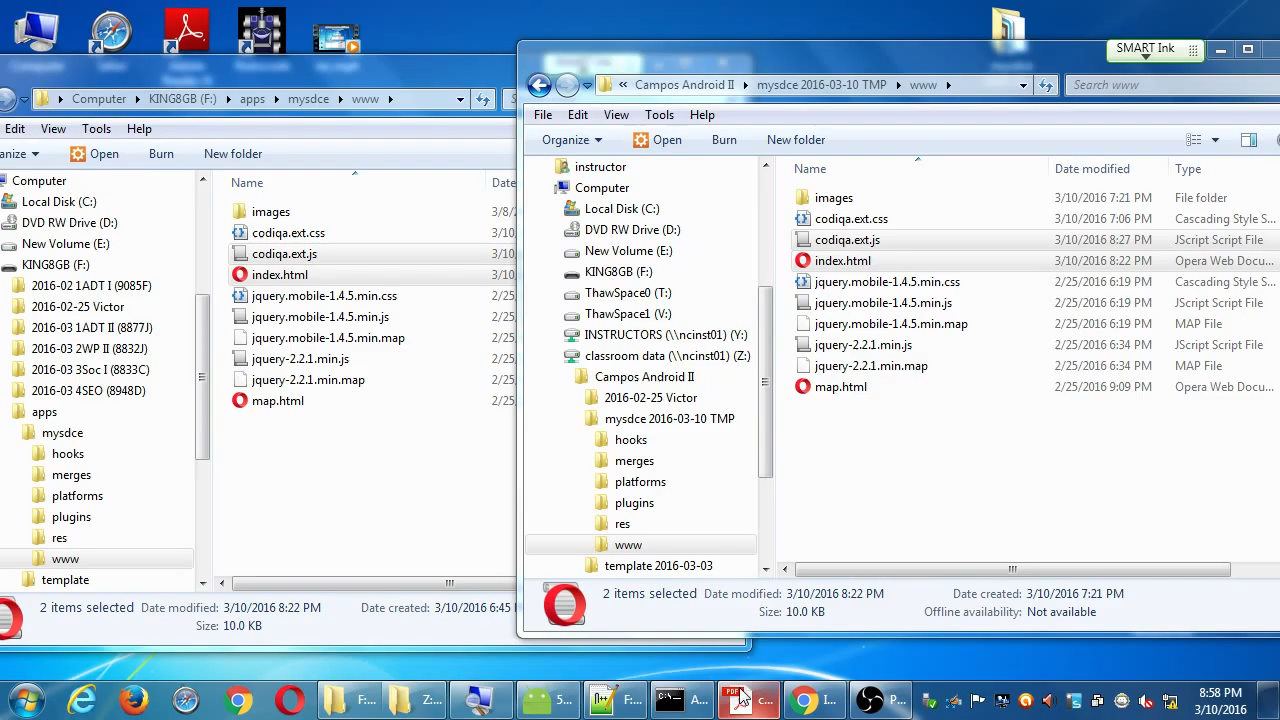 SMART Ink
Computer
KING8GB (F:)
apps
mysdce
www
Edit View Tools Help
Open Burn New folder
Computer
Local Disk (C:)
DVD RW Drive (D:)
New Volume (E:)
KING8GB (F:)
2016-02 1ADT (9085F)
2016-02-25 Victor
2016-03 1ADT II (8877J)
2016-03 2WP II (8832J)
2016-03 3Soc I (8833C)
2016-03 4SEO (8948D)
apps
mysdce
hooks
merges
platforms
plugins
res
www
template
Name
images 3/8/
codiqa.ext.css 3/10,
codiqa.ext.js 3/10,
index.html 3/10,
jquery.mobile-1.4.5.min.css 2/25,
jquery.mobile-1.4.5.min.js 2/25,
jquery.mobile-1.4.5.min.map 2/25,
jquery-2.2.1.min.js 2/25,
jquery-2.2.1.min.map 2/25,
map.html 2/25,
2 items selected Date modified: 3/10/2016 8:22 PM Date created: 3/10/2016 6:45
Size: 10.0 KB
« Campos Android II mysdce 2016-03-10 TMP www Search www
File Edit View Tools Help
Organize Open Burn New folder
instructor
Computer
Local Disk (C:)
DVD RW Drive (D:)
New Volume (E:)
KING8GB (F:)
ThawSpace0 (T:)
ThawSpace1 (V:)
INSTRUCTORS (\\ncinst01) (Y:)
classroom data (\\ncinst01) (Z:)
Campos Android II
2016-02-25 Victor
mysdce 2016-03-10 TMP
hooks
merges
platforms
plugins
res
www
template 2016-03-03
Name Date modified Type
images 3/10/2016 7:21 PM File folder
codiqa.ext.css 3/10/2016 7:06 PM Cascading Style S...
codiqa.ext.js 3/10/2016 8:27 PM JScript Script File
index.html 3/10/2016 8:22 PM Opera Web Docu...
jquery.mobile-1.4.5.min.css 2/25/2016 6:19 PM Cascading Style S...
jquery.mobile-1.4.5.min.js 2/25/2016 6:19 PM JScript Script File
jquery.mobile-1.4.5.min.map 2/25/2016 6:19 PM MAP File
jquery-2.2.1.min.js 2/25/2016 6:34 PM JScript Script File
jquery-2.2.1.min.map 2/25/2016 6:34 PM MAP File
map.html 2/25/2016 9:09 PM Opera Web Docu...
2 items selected Date modified: 3/10/2016 8:22 PM Date created: 3/10/2016 7:21 PM
Size: 10.0 KB Offline availability: Not available
F:... Z:... 5... F:... A... c... P...
8:58 PM
3/10/2016